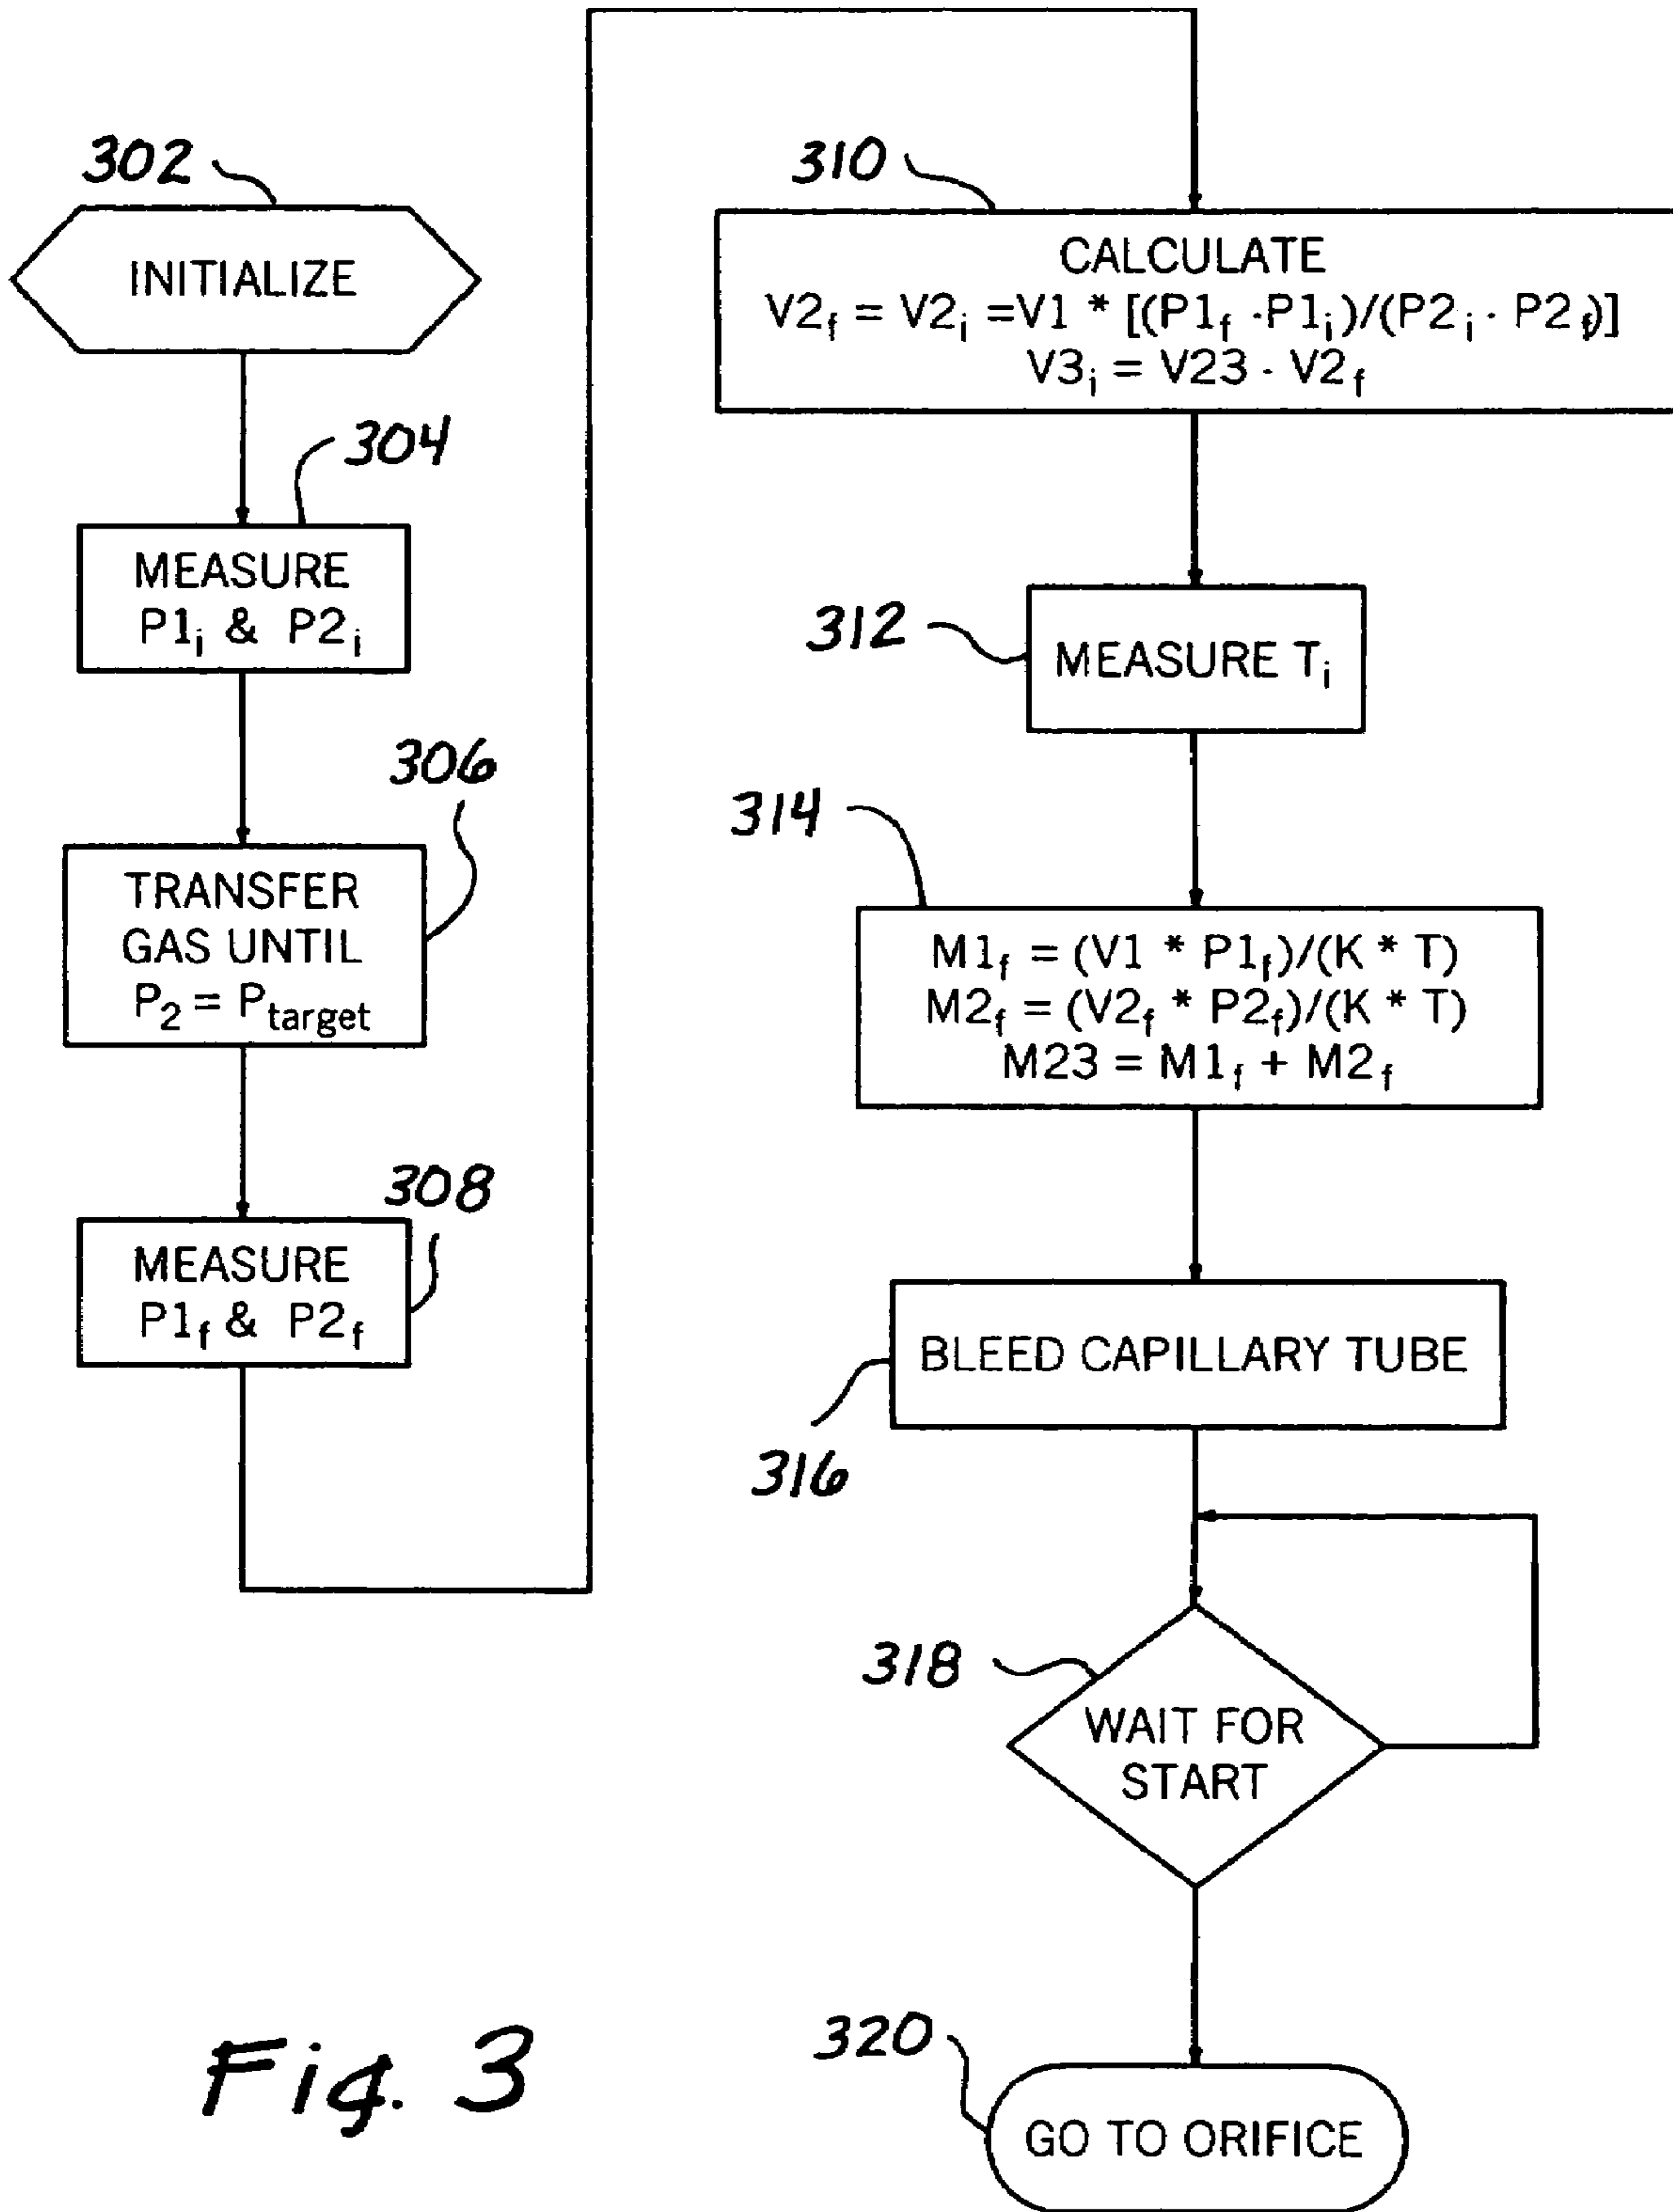 302
INITIALIZE
304
MEASURE
P1i & P2i
306
TRANSFER
GAS UNTIL
P2 = Ptarget
308
MEASURE
P1f & P2f
310
CALCULATE
V2f = V2i =V1 * [(P1f -P1i)/(P2i - P2f)]
V3i = V23 - V2f
312
MEASURE Ti
314
M1f = (V1 * P1f)/(K * T)
M2f = (V2f * P2f)/(K * T)
M23 = M1f + M2f
316
BLEED CAPILLARY TUBE
318
WAIT FOR
START
320
GO TO ORIFICE
Fig. 3